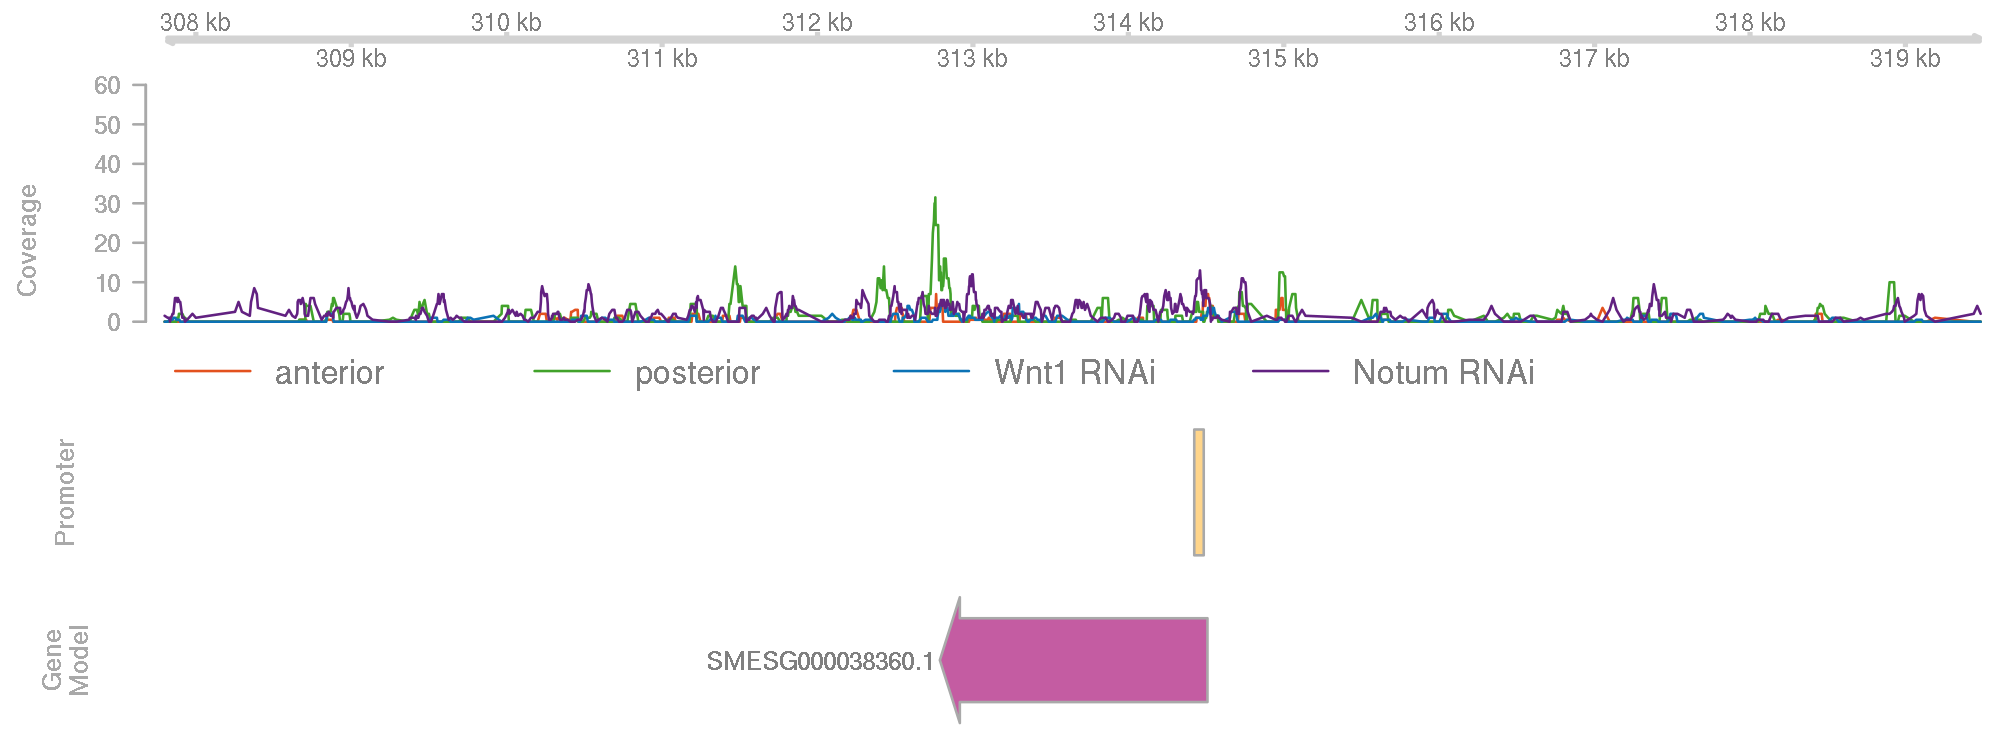 308 kb 310 kb 312 kb 314 kb 316 kb 318 kb
309 kb 311 kb 313 kb 315 kb 317 kb 319 kb
60
50
40
30
20
10
0
Coverage
anterior posterior Wnt1 RNAi Notum RNAi
Promoter
Gene
Model
SMESG000038360.1